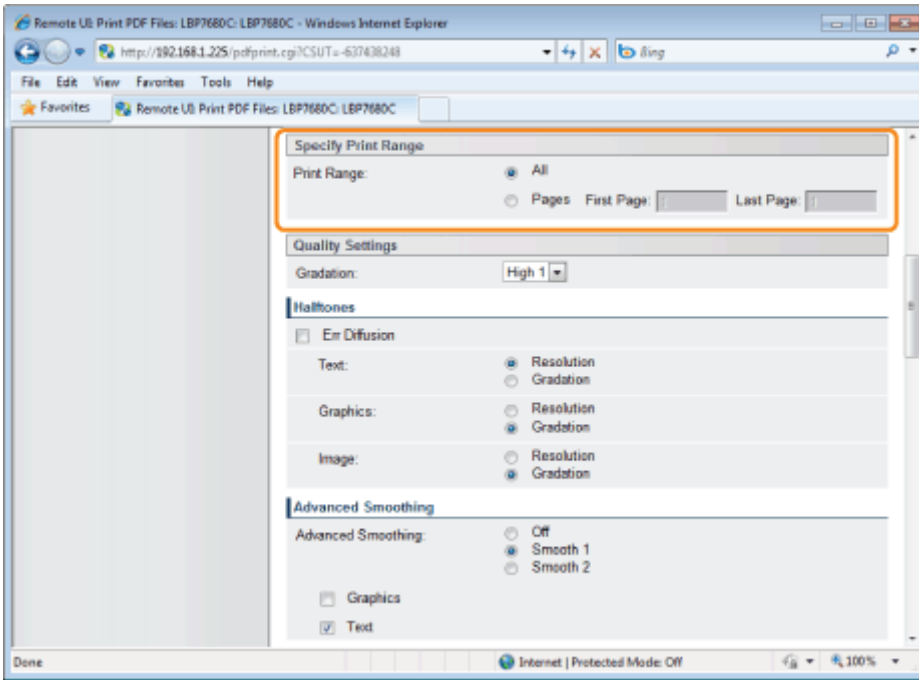 Remote UI: Print PDF Files: LBP7680C: LBP7680C - Windows Internet Explorer
http://192.168.1.225/pdfprint.cgi?CSUT=-637438248
Bing
File Edit View Favorites Tools Help
Favorites Remote UI: Print PDF Files: LBP7680C: LBP7680C
Specify Print Range
Print Range: All
Pages First Page: 1 Last Page: 1
Quality Settings
Gradation: High 1
Halftones
Err Diffusion
Text: Resolution
Gradation
Graphics: Resolution
Gradation
Image: Resolution
Gradation
Advanced Smoothing
Advanced Smoothing: Off
Smooth 1
Smooth 2
Graphics
Text
Done Internet | Protected Mode: Off 100%